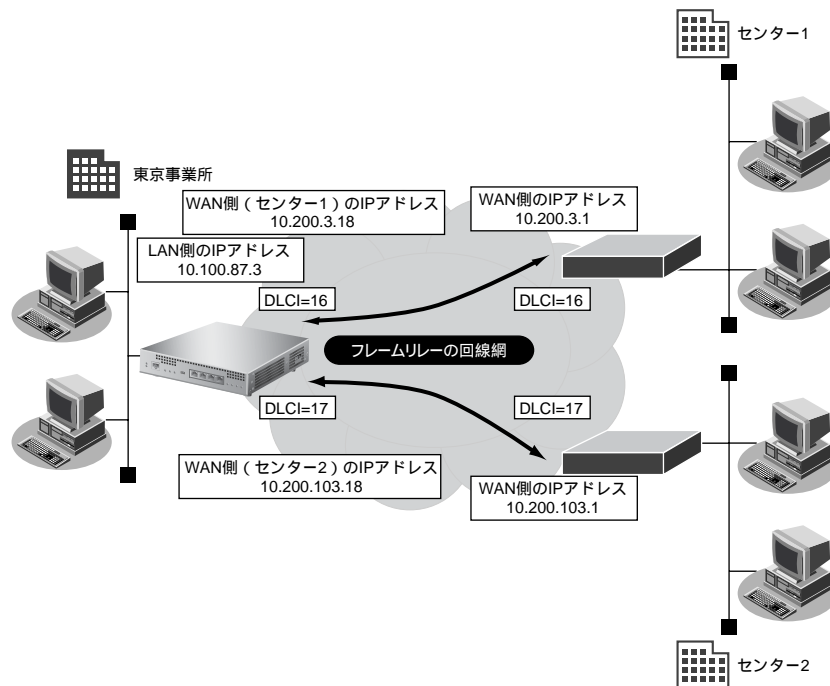 センター1
東京事業所
WAN側（センター1）のIPアドレス
10.200.3.18
WAN側のIPアドレス
10.200.3.1
LAN側のIPアドレス
10.100.87.3
DLCI=16
DLCI=16
フレームリレーの回線網
DLCI=17
DLCI=17
WAN側（センター2）のIPアドレス
10.200.103.18
WAN側のIPアドレス
10.200.103.1
センター2